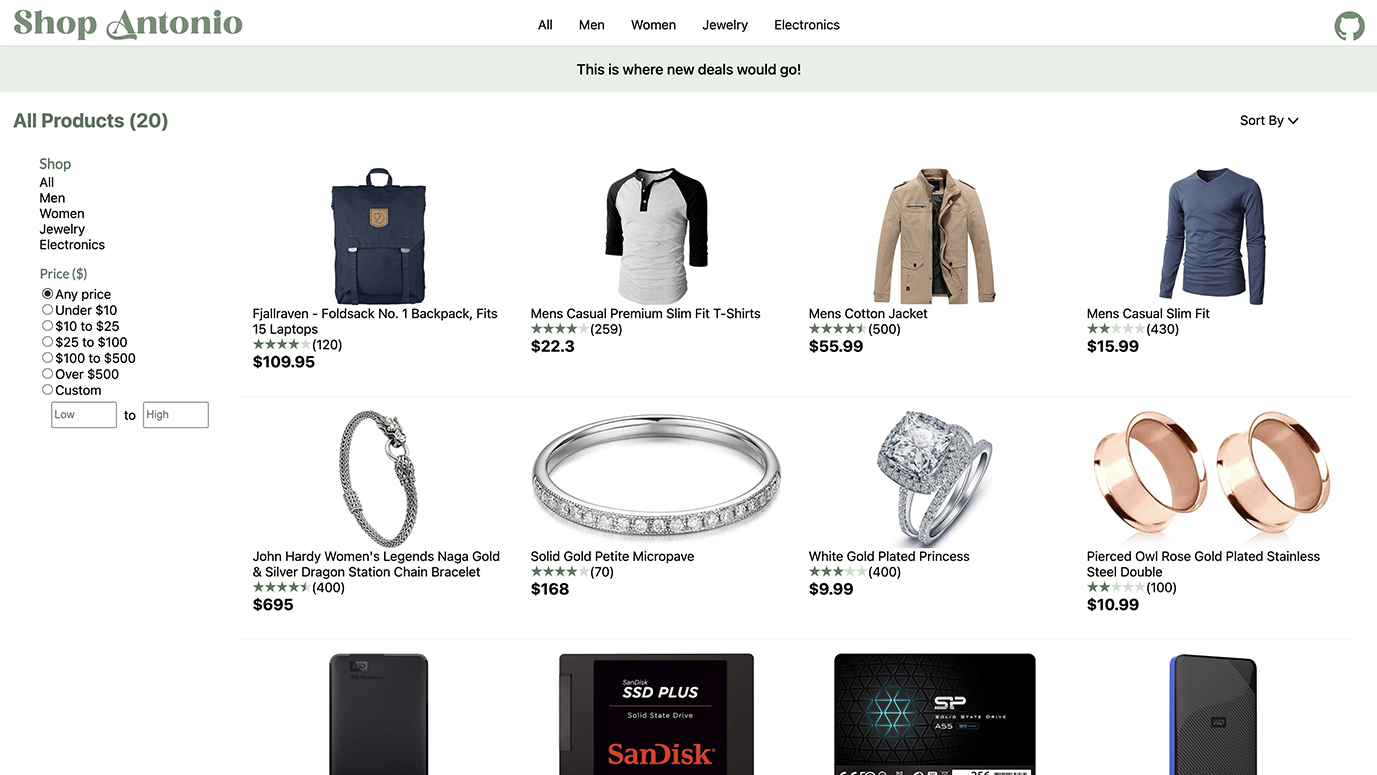 Shop Antonio
All
Men
Women
Jewelry
Electronics
This is where new deals would go!
All Products (20)
Sort By
Shop
All
Men
Women
Jewelry
Electronics
Price ($)
Any price
Under $10
$10 to $25
$25 to $100
$100 to $500
Over $500
Custom
Low
to
High
Fjallraven - Foldsack No. 1 Backpack, Fits
15 Laptops
(120)
$109.95
Mens Casual Premium Slim Fit T-Shirts
(259)
$22.3
Mens Cotton Jacket
(500)
$55.99
Mens Casual Slim Fit
(430)
$15.99
John Hardy Women's Legends Naga Gold
& Silver Dragon Station Chain Bracelet
(400)
$695
Solid Gold Petite Micropave
(70)
$168
White Gold Plated Princess
(400)
$9.99
Pierced Owl Rose Gold Plated Stainless
Steel Double
(100)
$10.99
WD
SanDisk
SSD PLUS
Solid State Drive
SanDisk
SP
SOLID STATE DRIVE
A55
WD